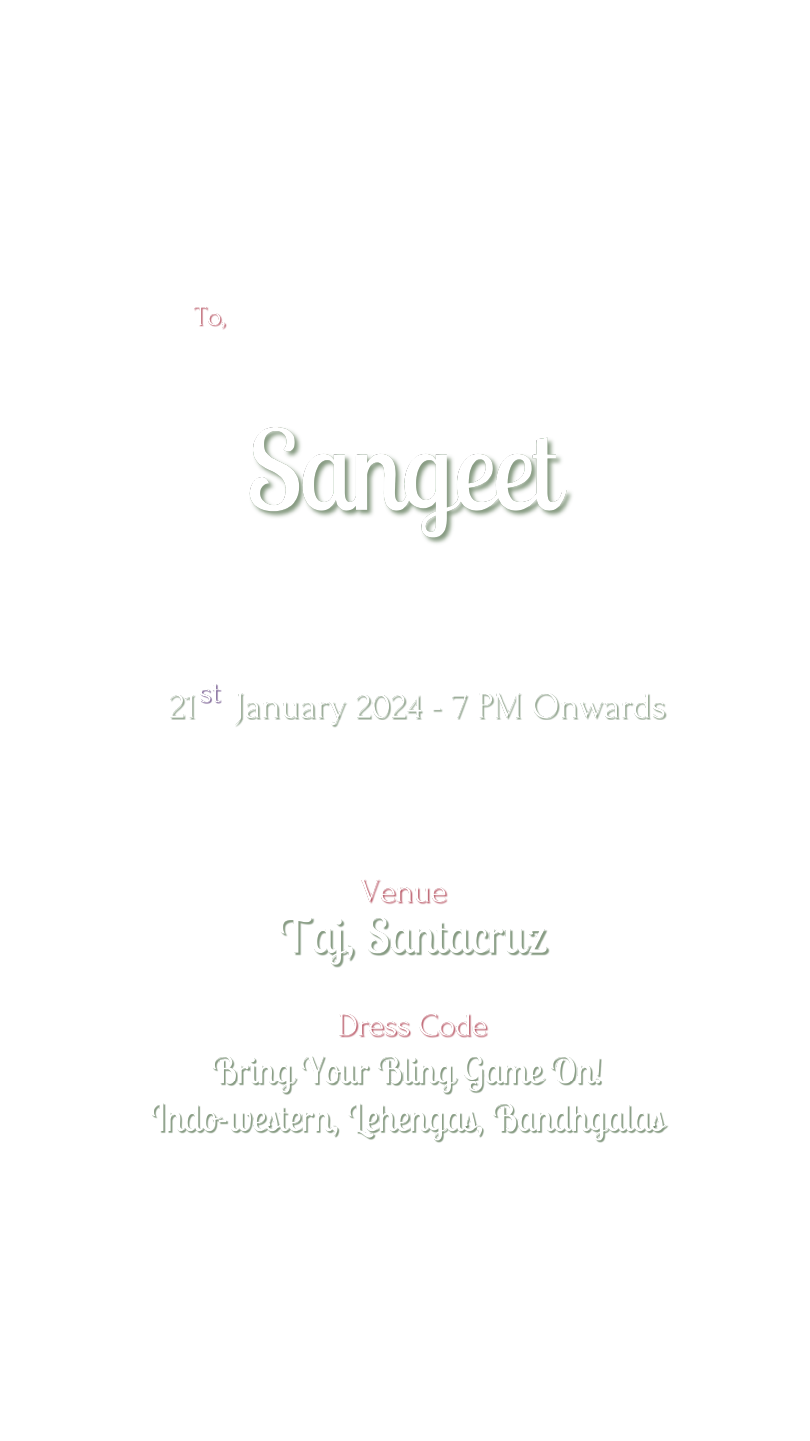 To,
Sangeet
21st January 2024 - 7 PM Onwards
Venue
Taj, Santacruz
Dress Code
Bring Your Bling Game On!
Indo-western, Lehengas, Bandhgalas